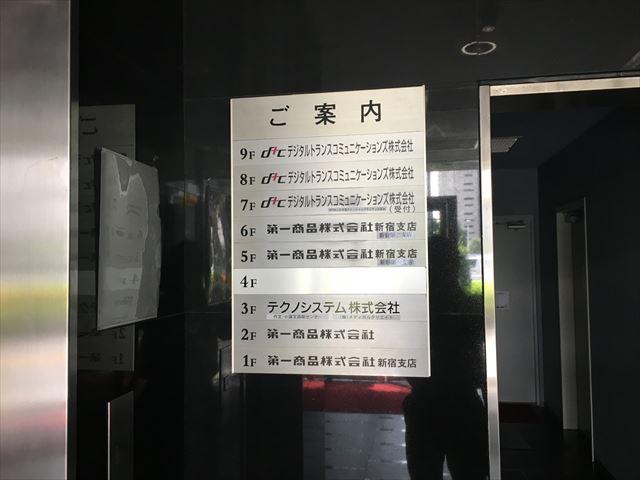 ご案内
9F dtc デジタルトランスコミュニケーションズ株式会社
8F dtc デジタルトランスコミュニケーションズ株式会社
7F dtc デジタルトランスコミュニケーションズ株式会社
(受付)
6F 第一商品株式会社 新宿支店
5F 第一商品株式会社 新宿支店
4F
3F テクノシステム株式会社
2F 第一商品株式会社
1F 第一商品株式会社 新宿支店